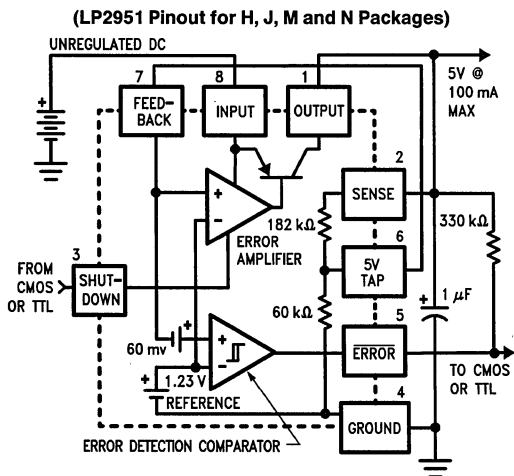 (LP2951 Pinout for H, J, M and N Packages)
UNREGULATED DC
7
8
1
5V @
100 mA
MAX
+
FEED-
BACK
INPUT
OUTPUT
2
SENSE
+
−
182 kΩ
330 kΩ
ERROR
AMPLIFIER
6
5V
TAP
3
FROM
CMOS
OR TTL
SHUT-
DOWN
60 kΩ
+
1 μF
5
60 mv
+
+
−
ERROR
TO CMOS
OR TTL
+
1.23 V
REFERENCE
4
GROUND
ERROR DETECTION COMPARATOR